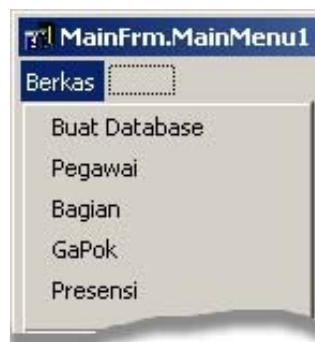 MainFrm.MainMenu1
Berkas
Buat Database
Pegawai
Bagian
GaPok
Presensi